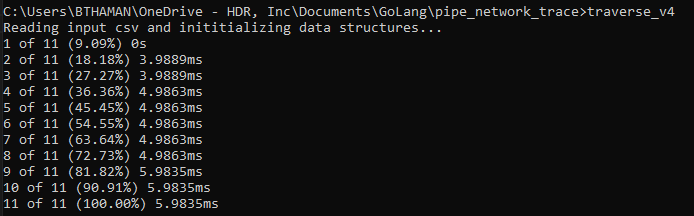 C:\Users\BTHAMAN\OneDrive - HDR, Inc\Documents\GoLang\pipe_network_trace>traverse_v4
Reading input csv and inititializing data structures...
1 of 11 (9.09%) 0s
2 of 11 (18.18%) 3.9889ms
3 of 11 (27.27%) 3.9889ms
4 of 11 (36.36%) 4.9863ms
5 of 11 (45.45%) 4.9863ms
6 of 11 (54.55%) 4.9863ms
7 of 11 (63.64%) 4.9863ms
8 of 11 (72.73%) 4.9863ms
9 of 11 (81.82%) 5.9835ms
10 of 11 (90.91%) 5.9835ms
11 of 11 (100.00%) 5.9835ms